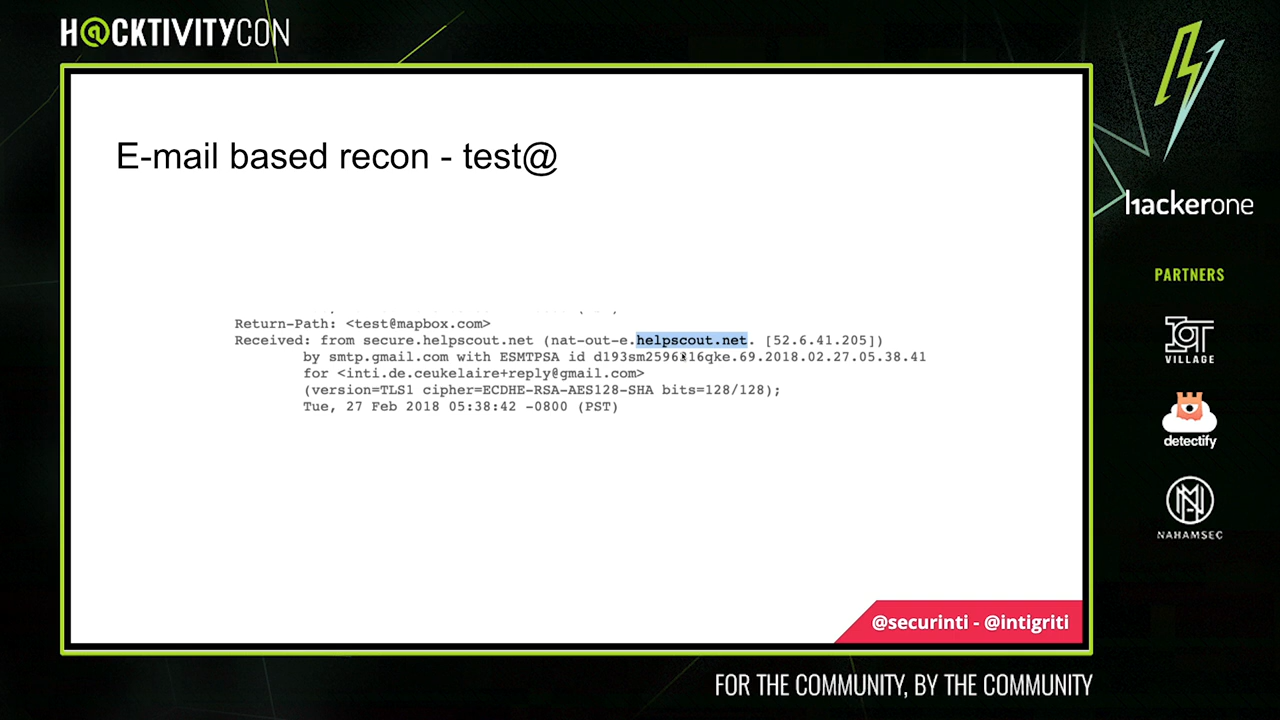 H@CKTIVITYCON
E-mail based recon - test@
Return-Path: <test@mapbox.com>
Received: from secure.helpscout.net (nat-out-e.helpscout.net. [52.6.41.205])
by smtp.gmail.com with ESMTPSA id d193sm2596816qke.69.2018.02.27.05.38.41
for <inti.de.ceukelaire+reply@gmail.com>
(version=TLS1 cipher=ECDHE-RSA-AES128-SHA bits=128/128);
Tue, 27 Feb 2018 05:38:42 -0800 (PST)
@securinti - @intigriti
hackerone
PARTNERS
IOT
VILLAGE
detectify
NAHAMSEC
FOR THE COMMUNITY, BY THE COMMUNITY